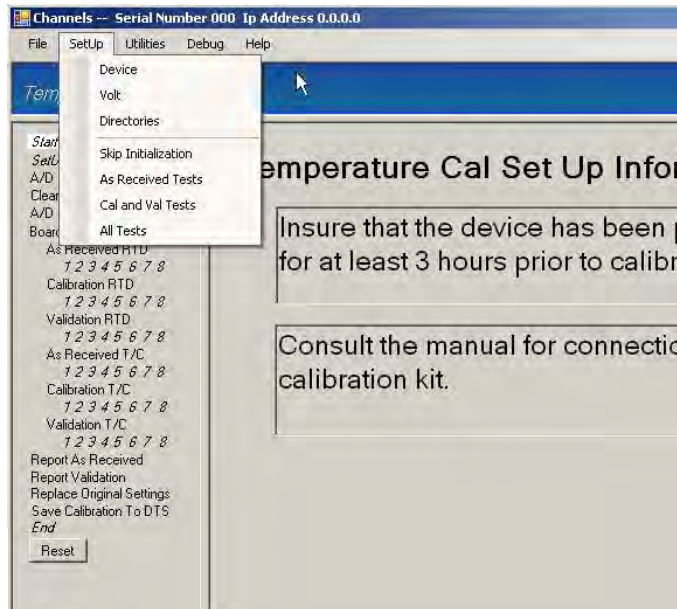 Channels -- Serial Number 000 Ip Address 0.0.0.0
File SetUp Utilities Debug Help
Device
Volt
Directories
Skip Initialization
As Received Tests
Cal and Val Tests
All Tests
A/D
A/D
As Received RTD
1 2 3 4 5 6 7 8
Calibration RTD
1 2 3 4 5 6 7 8
Validation RTD
1 2 3 4 5 6 7 8
As Received T/C
1 2 3 4 5 6 7 8
Calibration T/C
1 2 3 4 5 6 7 8
Validation T/C
1 2 3 4 5 6 7 8
Report As Received
Report Validation
Replace Original Settings
Save Calibration To DTS
End
Reset
emperature Cal Set Up Infor
Insure that the device has been p
for at least 3 hours prior to calibr
Consult the manual for connectio
calibration kit.